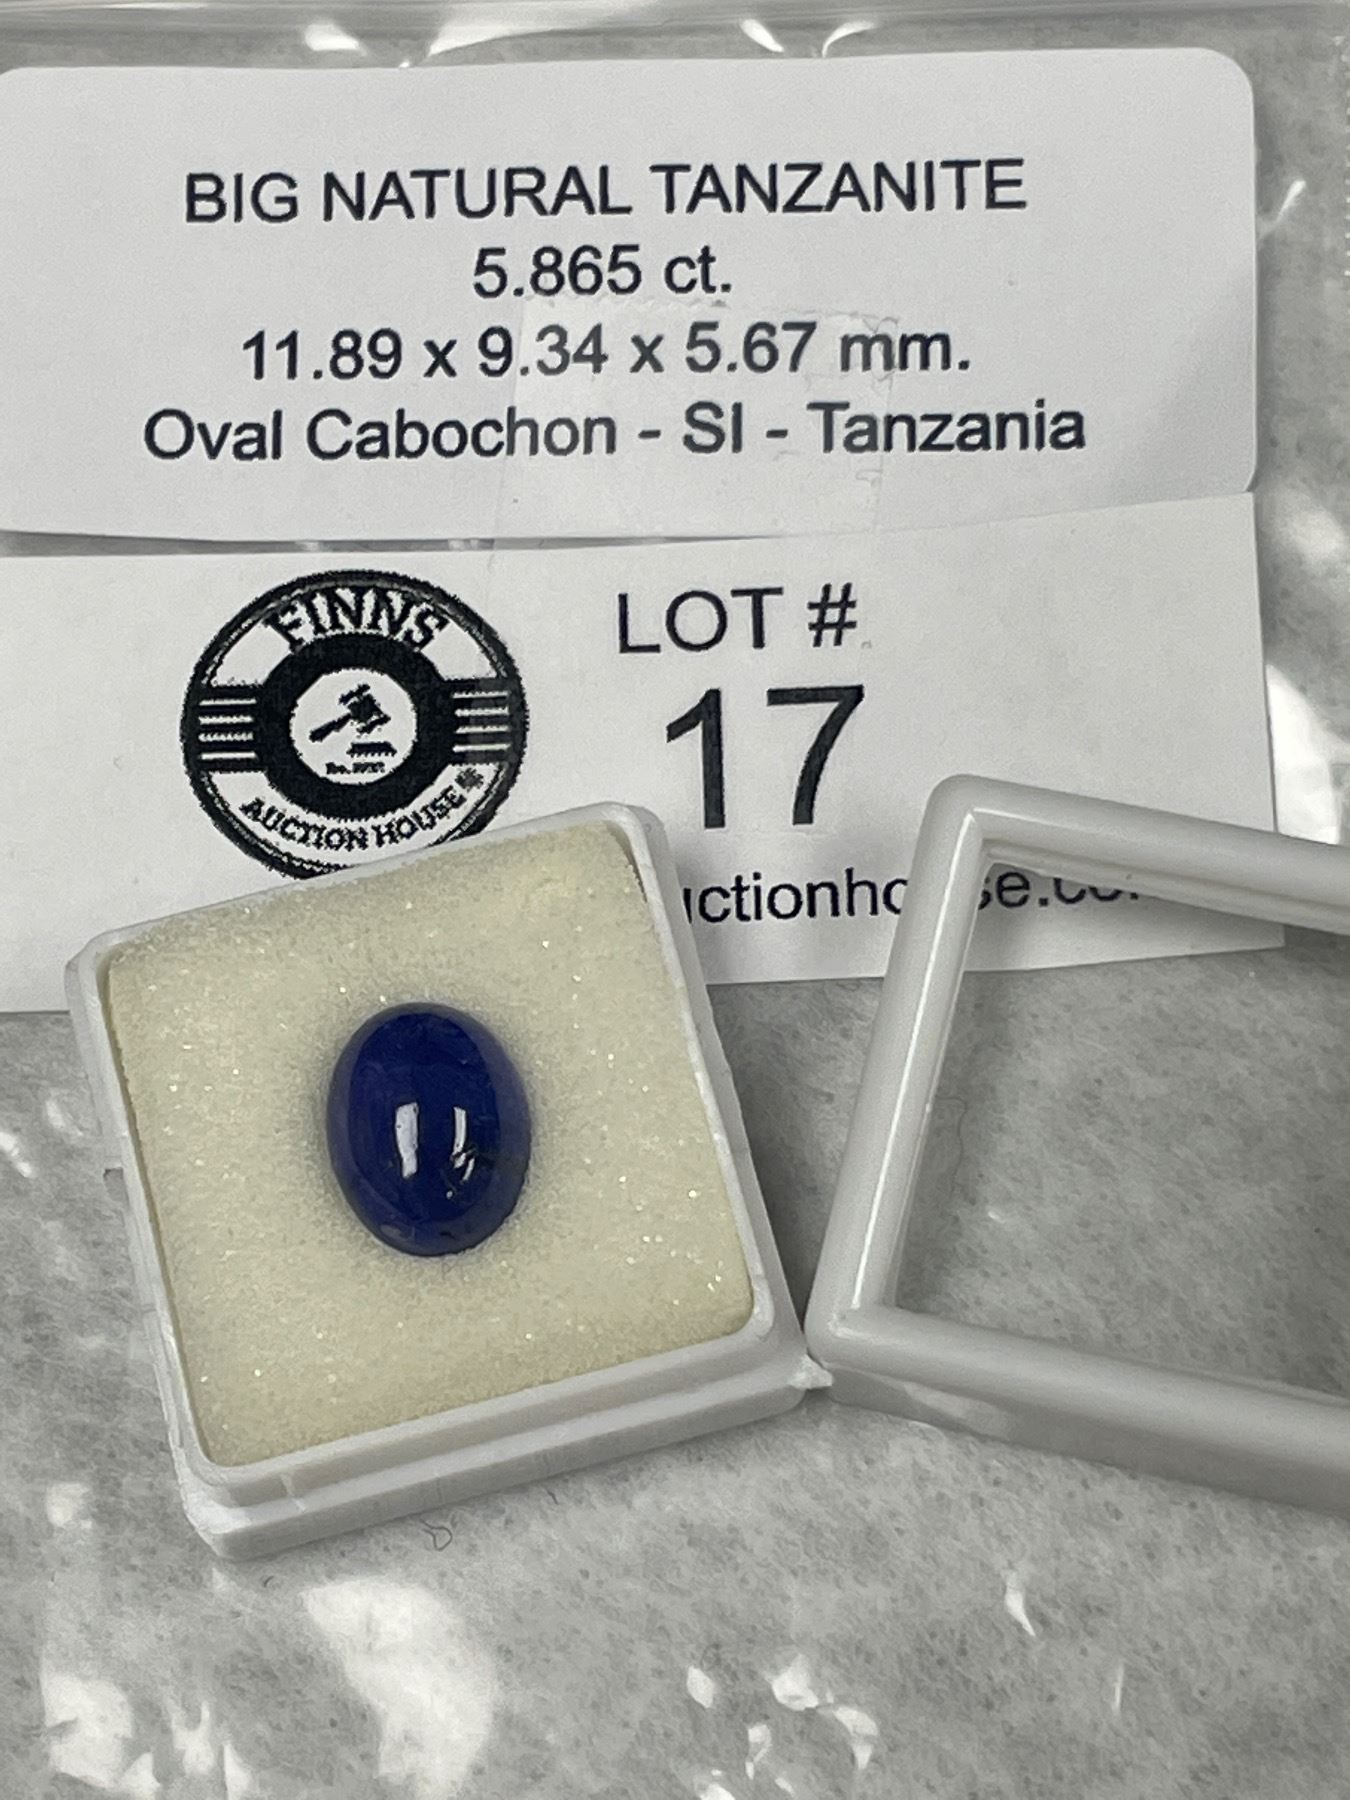 BIG NATURAL TANZANITE
5.865 ct.
11.89 x 9.34 x 5.67 mm.
Oval Cabochon - SI - Tanzania
FINNS
AUCTION HOUSE
LOT #
17